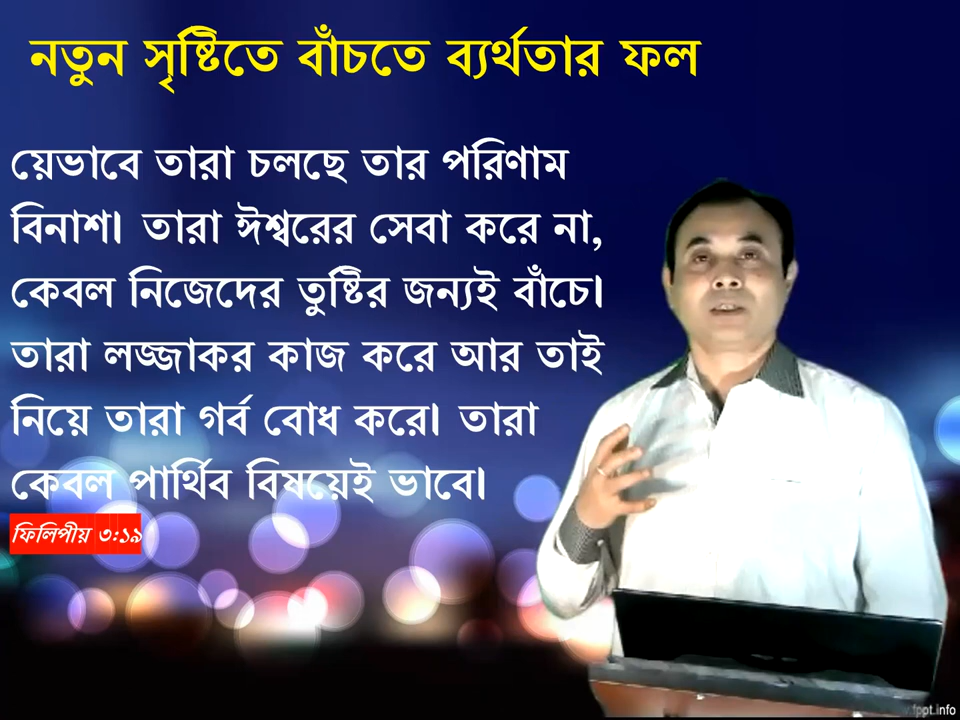 নতুন সৃষ্টিতে বাঁচতে ব্যর্থতার ফল
য়েভাবে তারা চলছে তার পরিণাম
বিনাশ৷ তারা ঈশ্বরের সেবা করে না,
কেবল নিজেদের তুষ্টির জন্যই বাঁচে৷
তারা লজ্জাকর কাজ করে আর তাই
নিয়ে তারা গর্ব বোধ করে৷ তারা
কেবল পার্থিব বিষয়েই ভাবে৷
ফিলিপীয় ৩:১৯
fppt.info